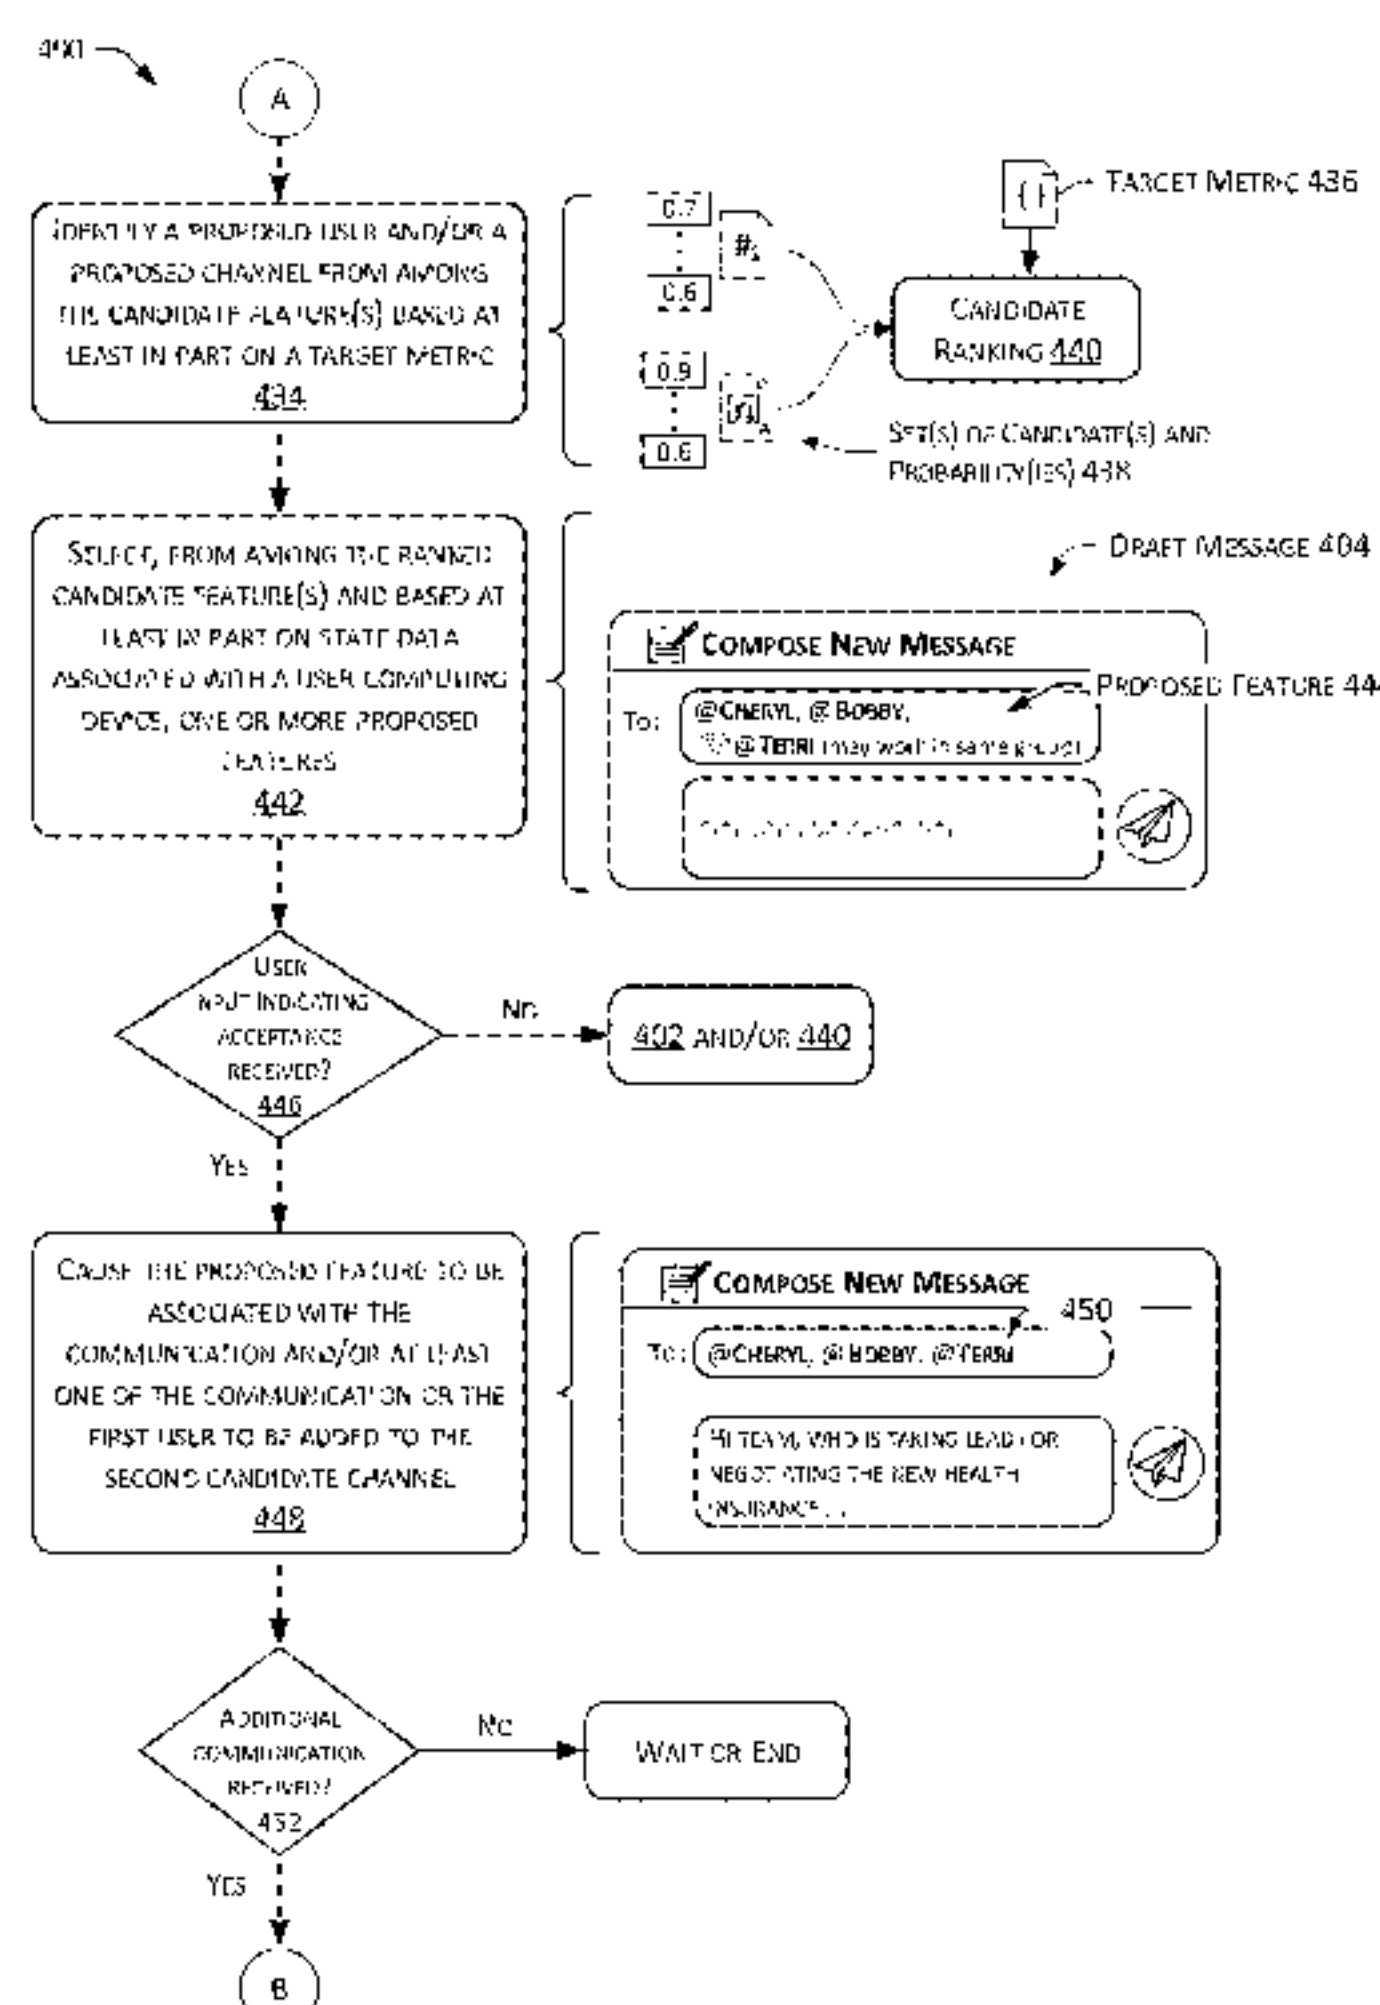 400
A
IDENTIFY A PROPOSED USER AND/OR A
PROPOSED CHANNEL FROM AMONG
THE CANDIDATE FEATURE(S) BASED AT
LEAST IN PART ON A TARGET METRIC
434
0.7
0.6
#
0.9
0.6
TARGET METRIC 436
{ }
CANDIDATE
RANKING 440
SET(S) OF CANDIDATE(S) AND
PROBABILITY(IES) 438
SELECT, FROM AMONG THE RANKED
CANDIDATE FEATURE(S) AND BASED AT
LEAST IN PART ON STATE DATA
ASSOCIATED WITH A USER COMPUTING
DEVICE, ONE OR MORE PROPOSED
FEATURES
442
DRAFT MESSAGE 404
COMPOSE NEW MESSAGE
PROPOSED FEATURE 444
To:
@CHERYL, @BOBBY,
@TERRI may work in same group
USER
INPUT INDICATING
ACCEPTANCE
RECEIVED?
446
NO
402 AND/OR 440
YES
CAUSE THE PROPOSED FEATURE TO BE
ASSOCIATED WITH THE
COMMUNICATION AND/OR AT LEAST
ONE OF THE COMMUNICATION OR THE
FIRST USER TO BE ADDED TO THE
SECOND CANDIDATE CHANNEL
448
COMPOSE NEW MESSAGE
450
To:
@CHERYL, @BOBBY, @TERRI
HI TEAM, WHO IS TAKING LEAD FOR
NEGOTIATING THE NEW HEALTH
INSURANCE...
ADDITIONAL
COMMUNICATION
RECEIVED?
452
NO
WAIT OR END
YES
B